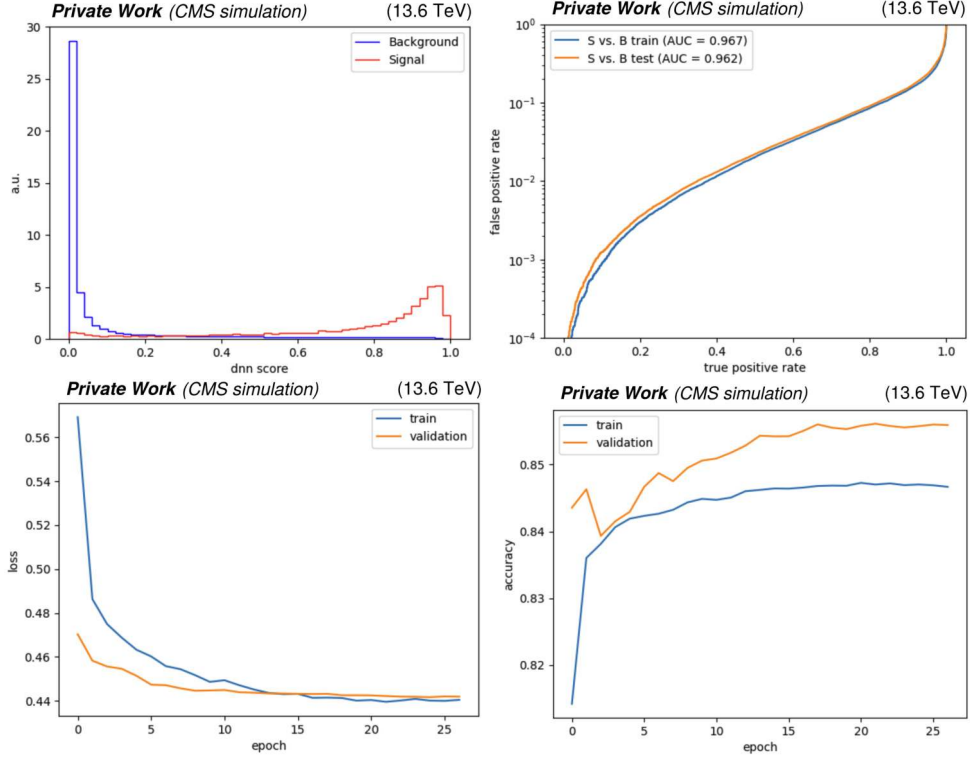 Private Work (CMS simulation) (13.6 TeV)
30
25
20
15
10
5
0
a.u.
Background
Signal
0.0 0.2 0.4 0.6 0.8 1.0
dnn score
Private Work (CMS simulation) (13.6 TeV)
10⁰
10⁻¹
10⁻²
10⁻³
10⁻⁴
false positive rate
S vs. B train (AUC = 0.967)
S vs. B test (AUC = 0.962)
0.0 0.2 0.4 0.6 0.8 1.0
true positive rate
Private Work (CMS simulation) (13.6 TeV)
0.56
0.54
0.52
0.50
0.48
0.46
0.44
loss
train
validation
0 5 10 15 20 25
epoch
Private Work (CMS simulation) (13.6 TeV)
0.85
0.84
0.83
0.82
accuracy
train
validation
0 5 10 15 20 25
epoch